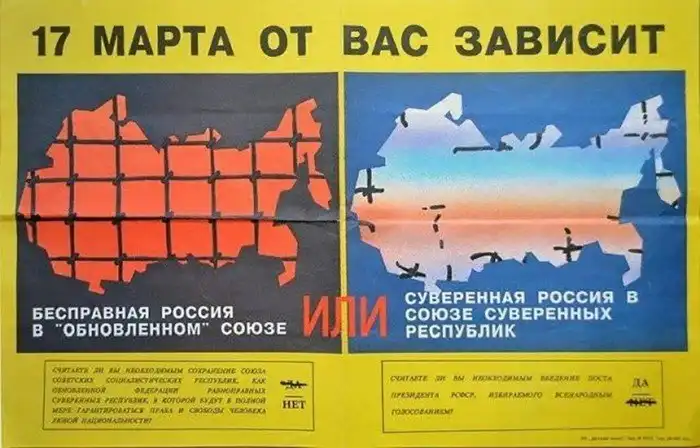 17 МАРТА ОТ ВАС ЗАВИСИТ
БЕСПРАВНАЯ РОССИЯ
В "ОБНОВЛЕННОМ" СОЮЗЕ
ИЛИ
СУВЕРЕННАЯ РОССИЯ В
СОЮЗЕ СУВЕРЕННЫХ
РЕСПУБЛИК
СЧИТАЕТЕ ЛИ ВЫ НЕОБХОДИМЫМ СОХРАНЕНИЕ СОЮЗА
СОВЕТСКИХ СОЦИАЛИСТИЧЕСКИХ РЕСПУБЛИК, КАК
ОБНОВЛЕННОЙ ФЕДЕРАЦИИ РАВНОПРАВНЫХ
СУВЕРЕННЫХ РЕСПУБЛИК, В КОТОРОЙ БУДУТ В ПОЛНОЙ
МЕРЕ ГАРАНТИРОВАТЬСЯ ПРАВА И СВОБОДЫ ЧЕЛОВЕКА
ЛЮБОЙ НАЦИОНАЛЬНОСТИ?
ДА
НЕТ
СЧИТАЕТЕ ЛИ ВЫ НЕОБХОДИМЫМ ВВЕДЕНИЕ ПОСТА
ПРЕЗИДЕНТА РСФСР, ИЗБИРАЕМОГО ВСЕНАРОДНЫМ
ГОЛОСОВАНИЕМ?
ДА
НЕТ